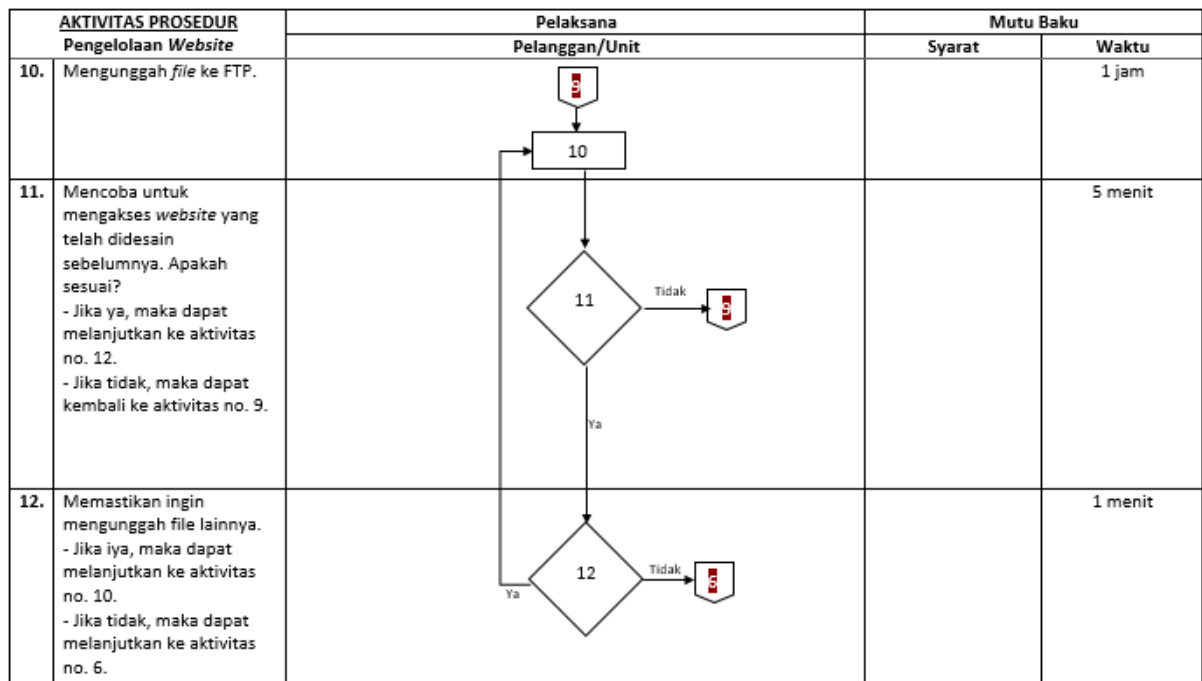 AKTIVITAS PROSEDUR
Pengelolaan Website
Pelaksana
Pelanggan/Unit
Mutu Baku
Syarat
Waktu
10.
Mengunggah file ke FTP.
9
10
1 jam
11.
Mencoba untuk
mengakses website yang
telah didesain
sebelumnya. Apakah
sesuai?
- Jika ya, maka dapat
melanjutkan ke aktivitas
no. 12.
- Jika tidak, maka dapat
kembali ke aktivitas no. 9.
11
Tidak
9
Ya
5 menit
12.
Memastikan ingin
mengunggah file lainnya.
- Jika iya, maka dapat
melanjutkan ke aktivitas
no. 10.
- Jika tidak, maka dapat
melanjutkan ke aktivitas
no. 6.
12
Tidak
6
Ya
1 menit